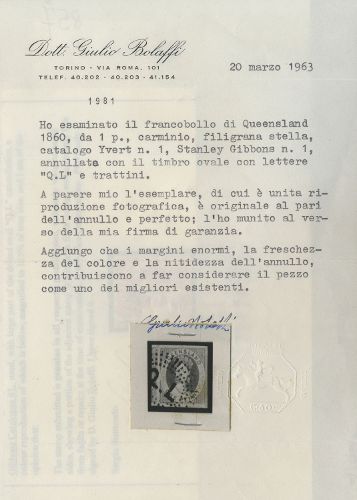 Dott. Giulio Bolaffi
TORINO - VIA ROMA, 101
TELEF. 40.202 - 40.203 - 41.154
20 marzo 1963
1981
Ho esaminato il francobollo di Queensland
1860, da 1 p., carminio, filigrana stella,
catalogo Yvert n. 1, Stanley Gibbons n. 1,
annullata con il timbro ovale con lettere
"Q.L" e trattini.
A parere mio l'esemplare, di cui è unita ri-
produzione fotografica, è originale al pari
dell'annullo e perfetto; l'ho munito al ver-
so della mia firma di garanzia.
Aggiungo che i margini enormi, la freschez-
za del colore e la nitidezza dell'annullo,
contribuiscono a far considerare il pezzo
come uno dei migliori esistenti.
Giulio Bolaffi